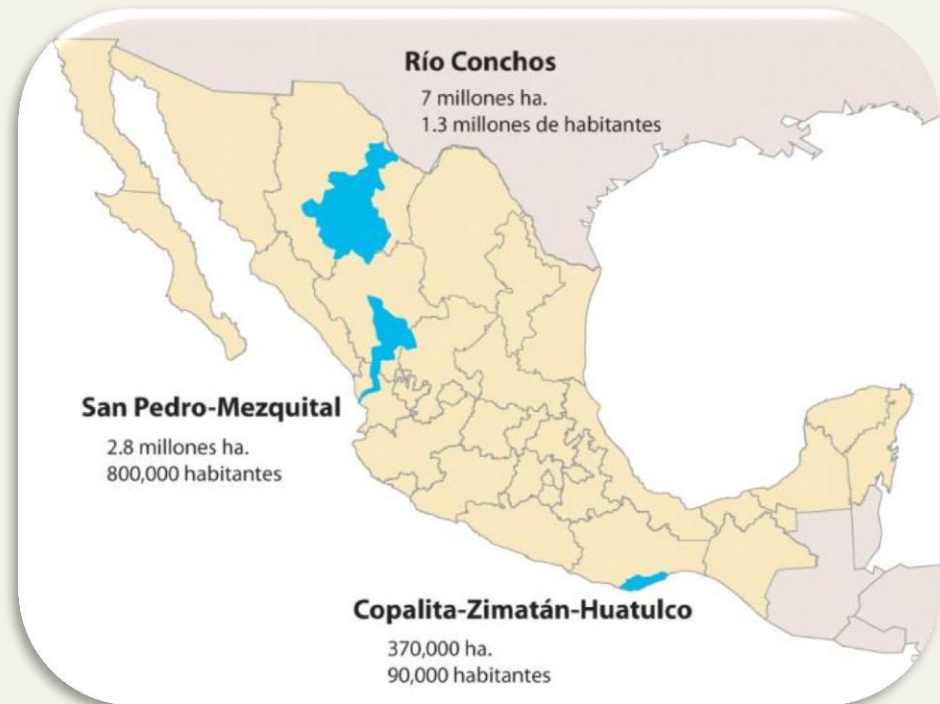 Río Conchos
7 millones ha.
1.3 millones de habitantes
San Pedro-Mezquital
2.8 millones ha.
800,000 habitantes
Copalita-Zimatán-Huatulco
370,000 ha.
90,000 habitantes